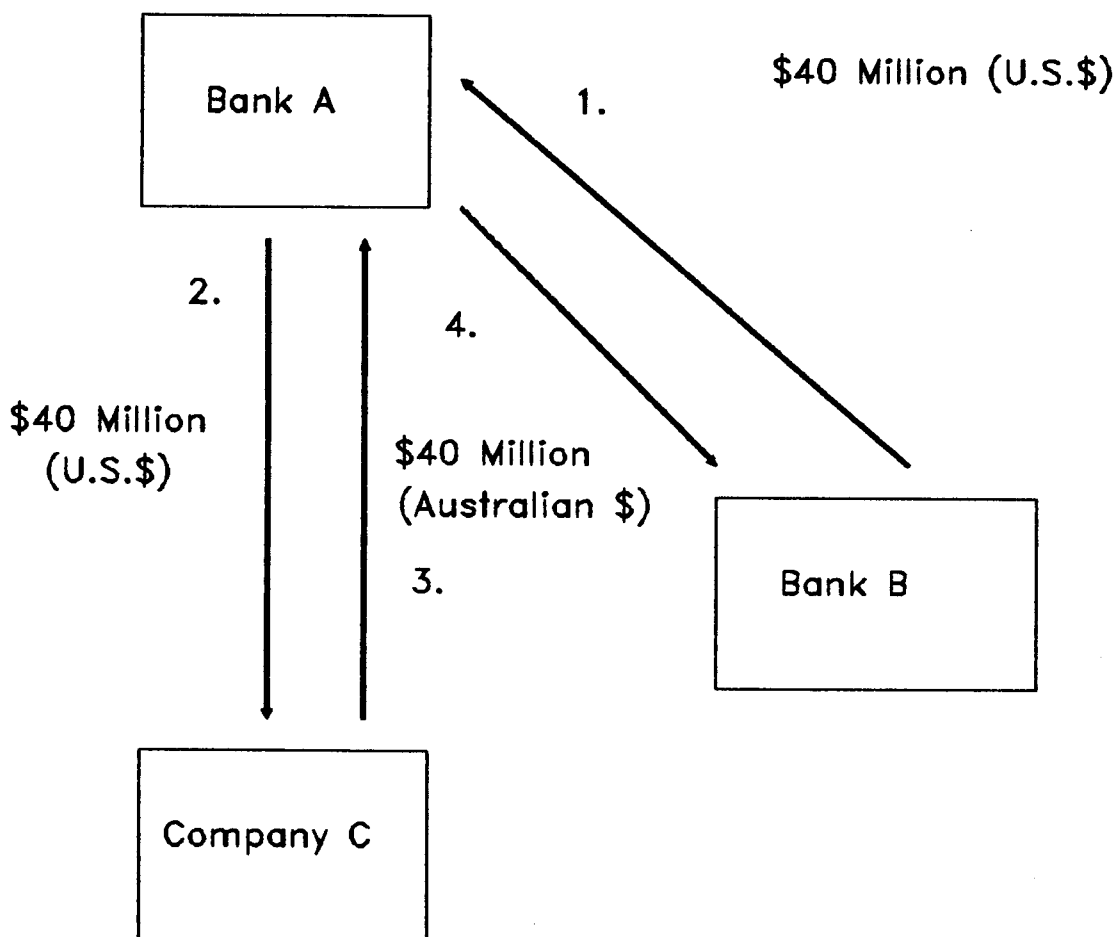 $40 Million (U.S.$)
Bank A
1.
2.
4.
$40 Million
(U.S.$)
$40 Million
(Australian $)
3.
Bank B
Company C